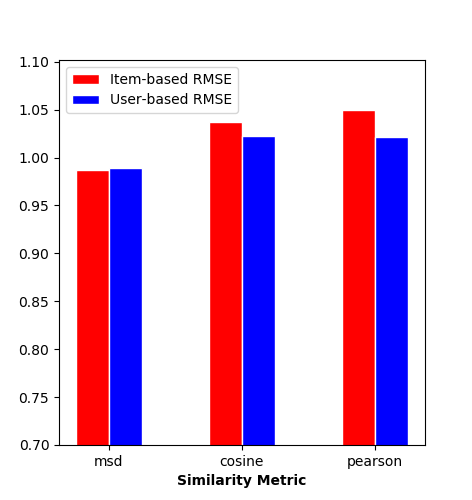 1.10
Item-based RMSE
User-based RMSE
1.05
1.00
0.95
0.90
0.85
0.80
0.75
0.70
msd cosine pearson
Similarity Metric